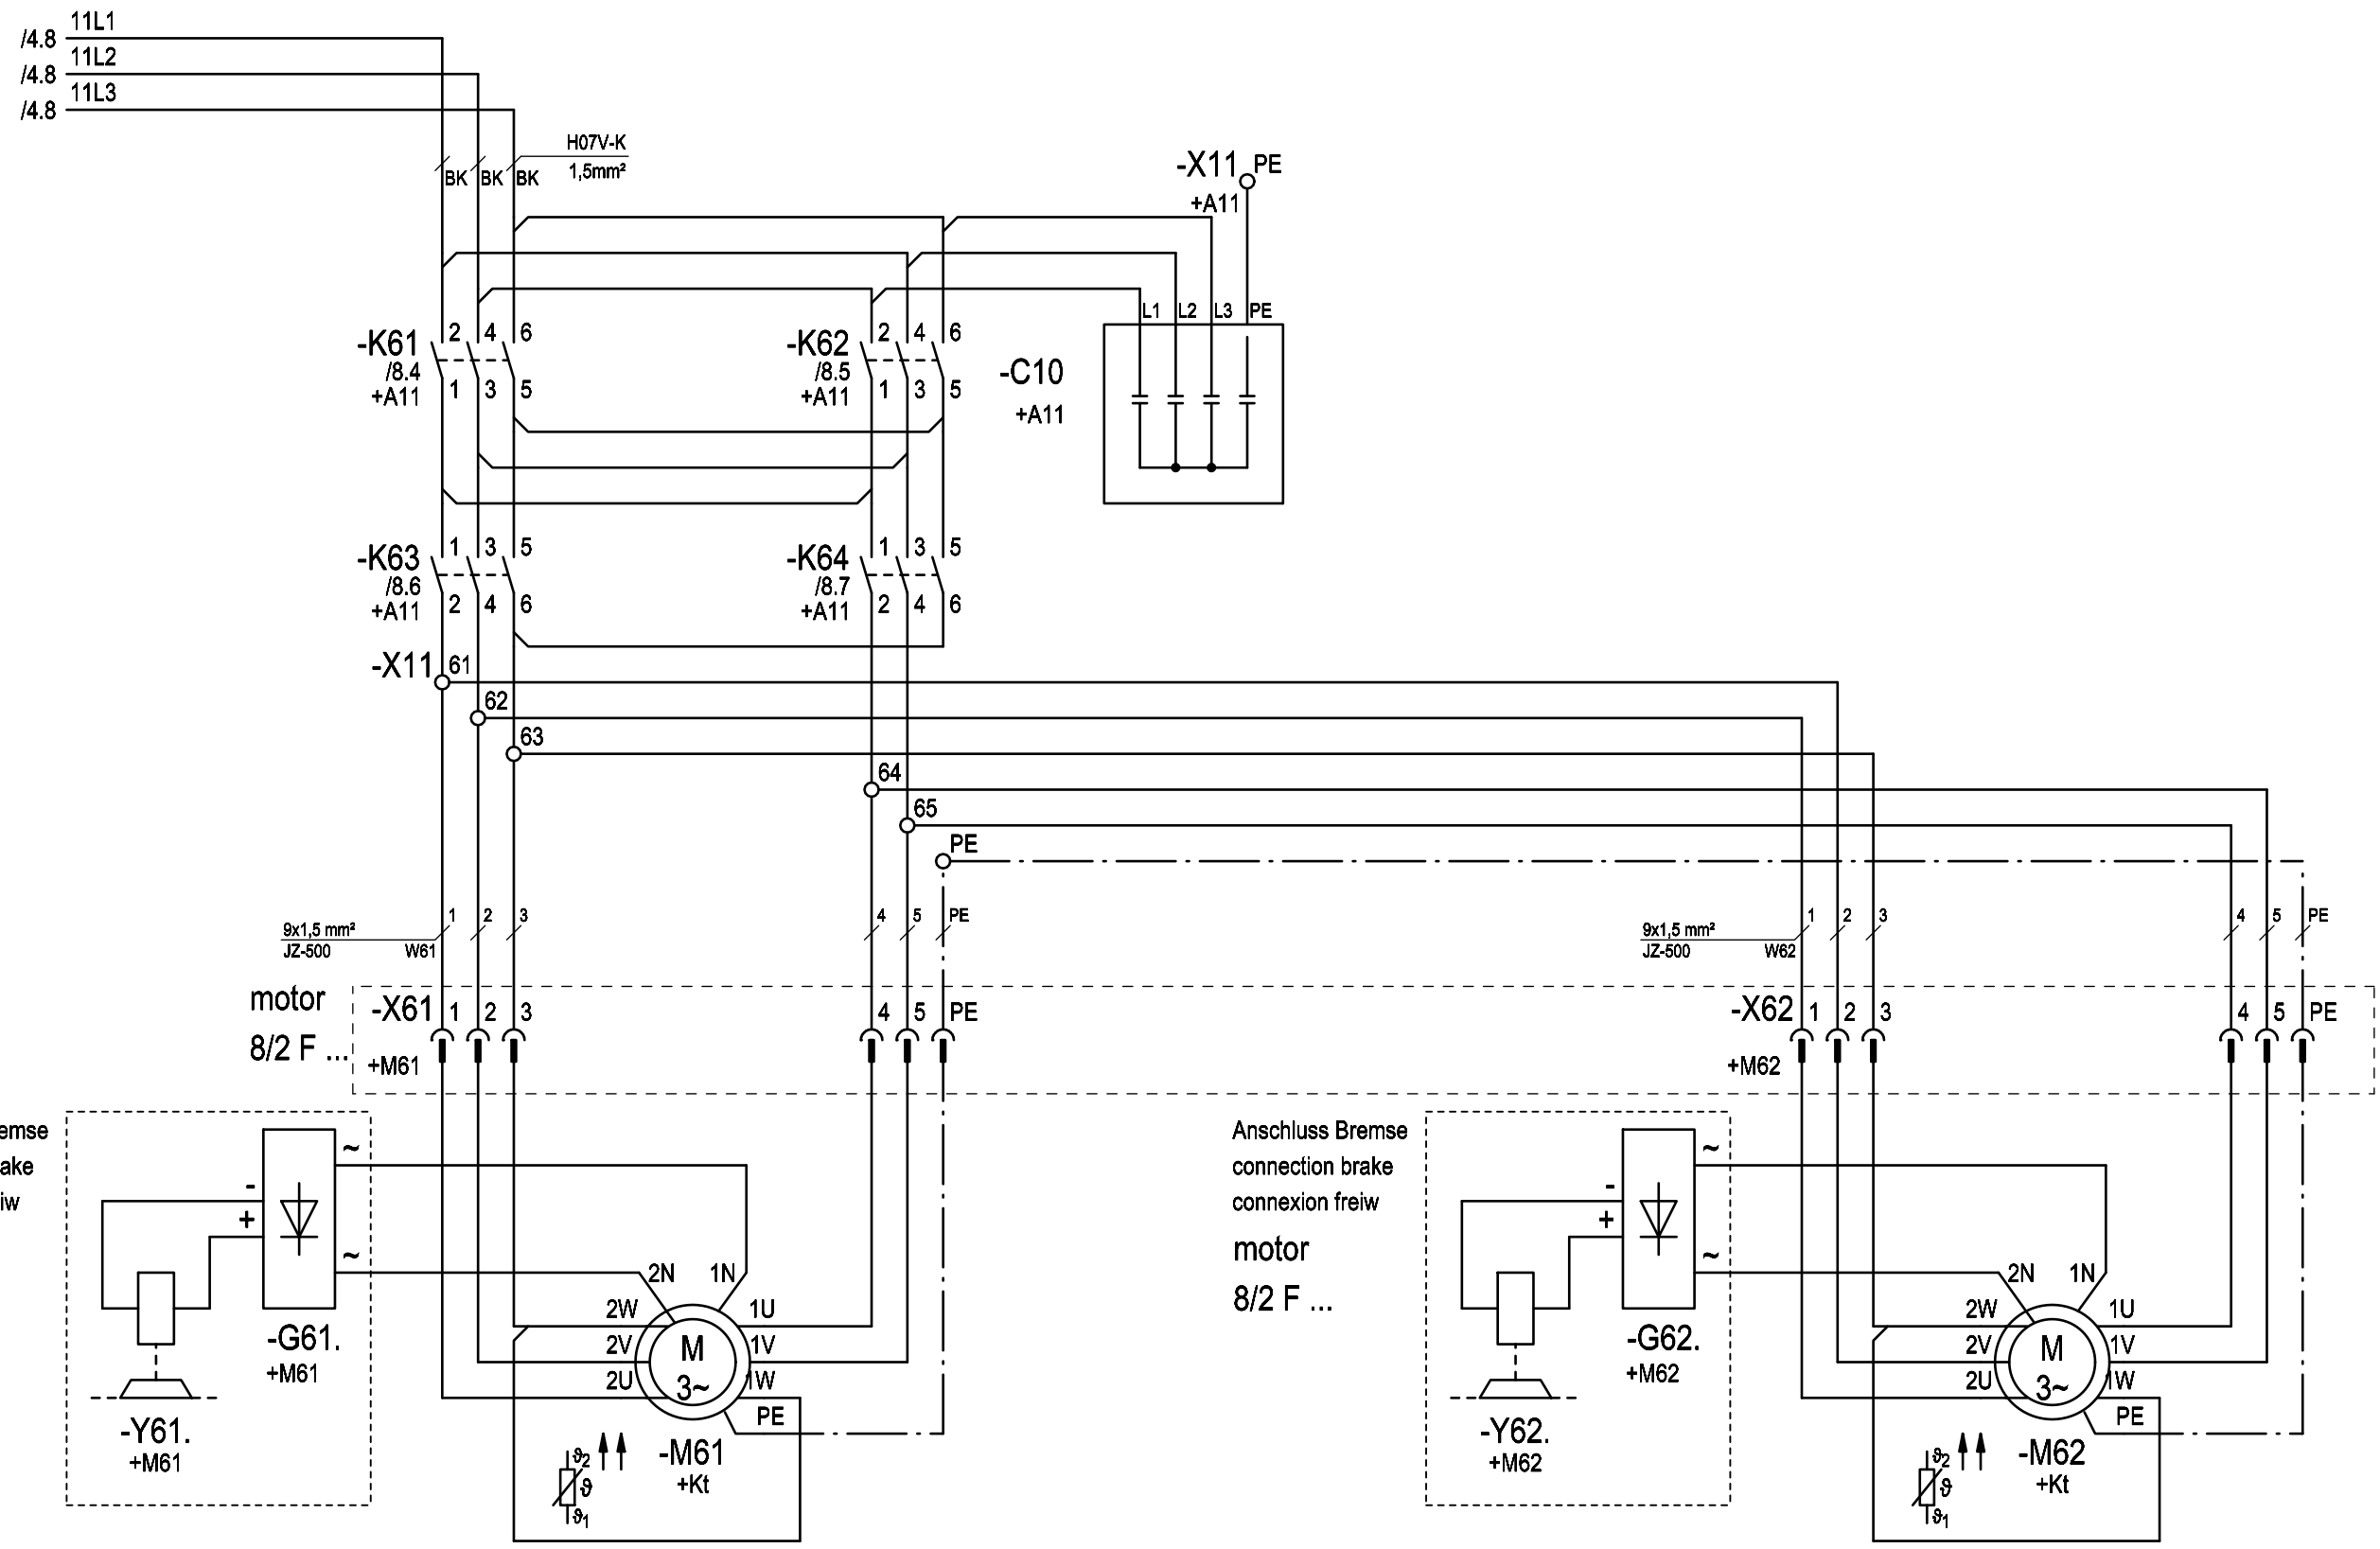 11L1
/4.8
11L2
/4.8
11L3
/4.8
H07V-K
BK BK BK 1,5mm²
-X11 PE
+A11
L1 L2 L3 PE
-K61 2 4 6
/8.4
+A11 1 3 5
-K62 2 4 6
/8.5
+A11 1 3 5
-C10
+A11
-K63 1 3 5
/8.6
+A11 2 4 6
-K64 1 3 5
/8.7
+A11 2 4 6
-X11 61
62
63
64
65
PE
9x1,5 mm² 1 2 3 4 5 PE
JZ-500 W61
9x1,5 mm² 1 2 3 4 5 PE
JZ-500 W62
motor
8/2 F ...
-X61 1 2 3 4 5 PE
+M61
-X62 1 2 3 4 5 PE
+M62
emse
ake
iw
~
-
+
~
-G61.
+M61
-Y61.
+M61
2N 1N
2W 1U
2V M 1V
2U 3~ 1W
PE
-M61
+Kt
ϑ2
ϑ
ϑ1
Anschluss Bremse
connection brake
connexion freiw
motor
8/2 F ...
~
-
+
~
-G62.
+M62
-Y62.
+M62
2N 1N
2W 1U
2V M 1V
2U 3~ 1W
PE
-M62
+Kt
ϑ2
ϑ
ϑ1